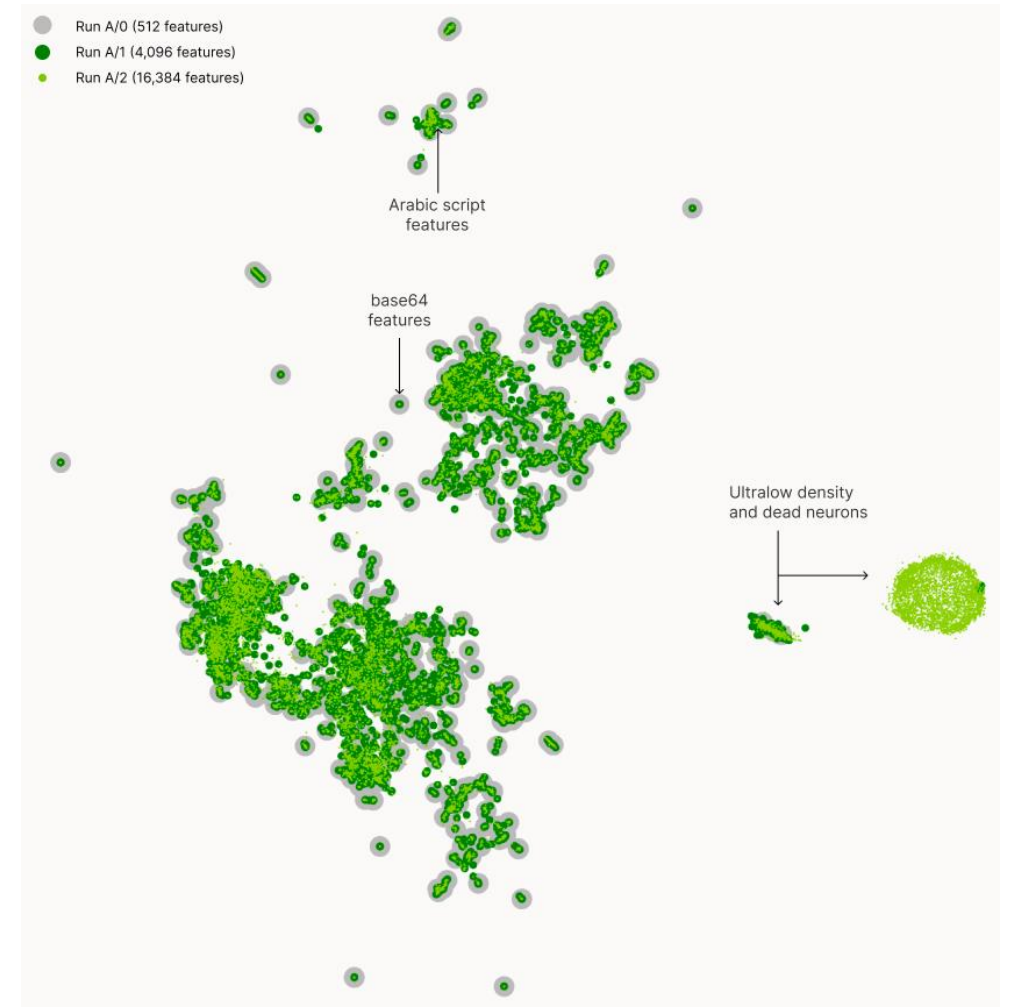 Run A/0 (512 features)
Run A/1 (4,096 features)
Run A/2 (16,384 features)
Arabic script
features
base64
features
Ultralow density
and dead neurons